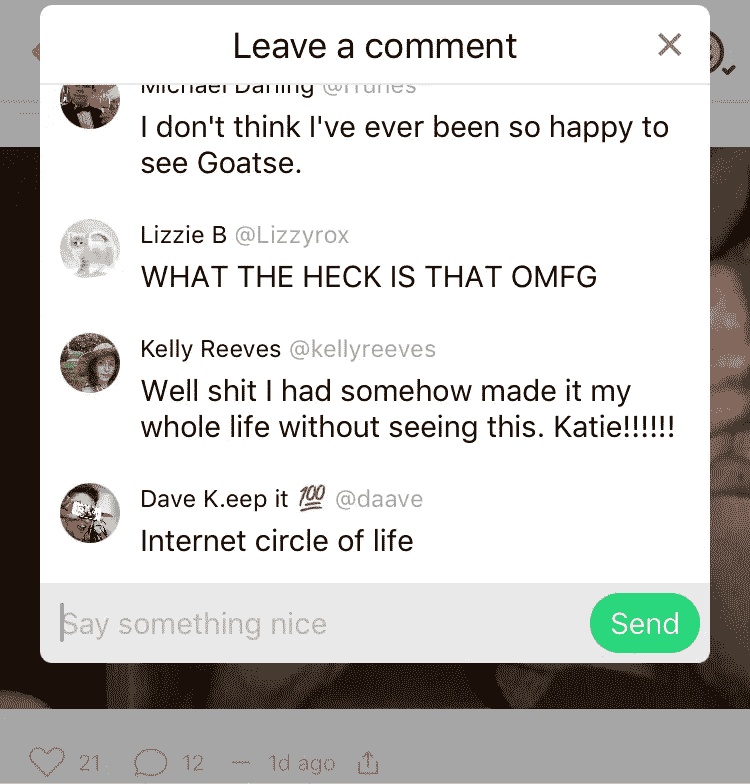 Leave a comment
Michael Darling @iTunes
I don't think I've ever been so happy to
see Goatse.
Lizzie B @Lizzyrox
WHAT THE HECK IS THAT OMFG
Kelly Reeves @kellyreeves
Well shit I had somehow made it my
whole life without seeing this. Katie!!!!!!
Dave K.eep it 💯 @daave
Internet circle of life
Say something nice
Send
21 12 — 1d ago